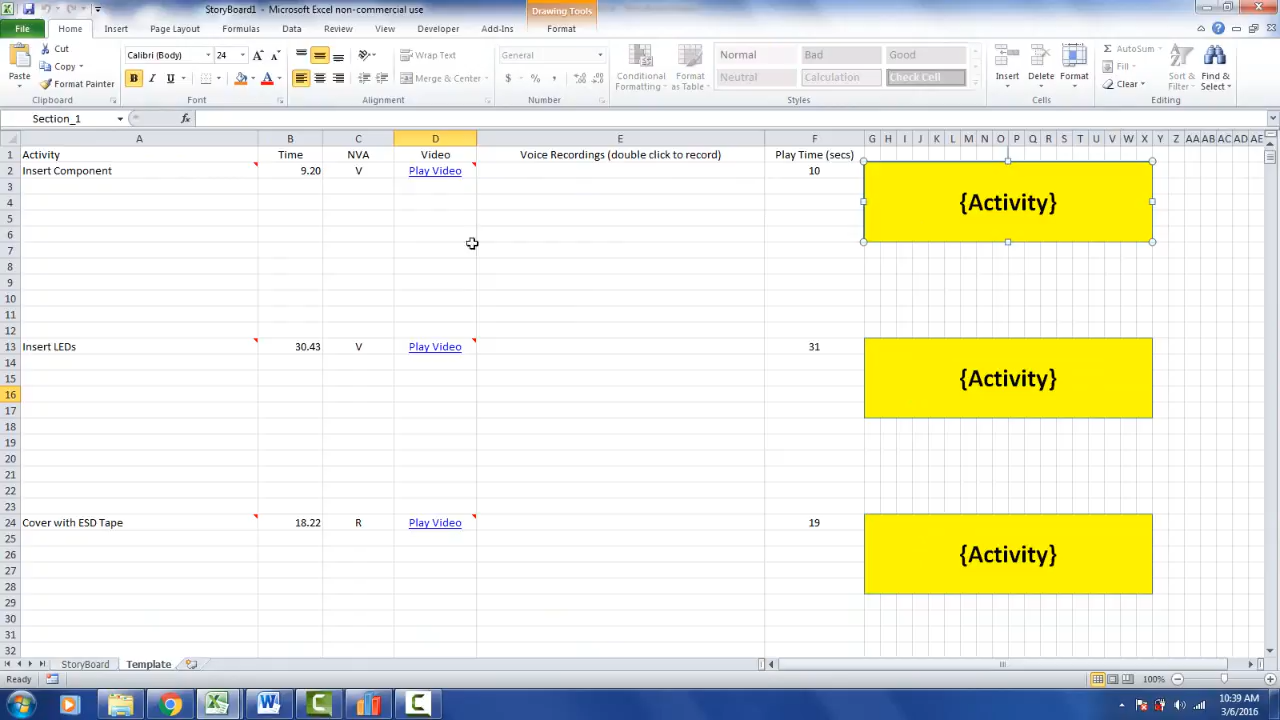 StoryBoard1 - Microsoft Excel non-commercial use
Drawing Tools
File Home Insert Page Layout Formulas Data Review View Developer Add-Ins Format
Paste
Cut
Copy
Format Painter
Clipboard
Calibri (Body) 24
B I U
Font
Wrap Text
Merge & Center
Alignment
General
$ % ,
Number
Conditional Formatting
Format as Table
Normal Bad Good
Neutral Calculation Check Cell
Styles
Insert Delete Format
Cells
AutoSum
Fill
Clear
Sort & Filter
Find & Select
Editing
Section_1 fx
A B C D E F G H I J K L M N O P Q R S T U V W X Y Z AA AB AC AD AE
1 Activity Time NVA Video Voice Recordings (double click to record) Play Time (secs)
2 Insert Component 9.20 V Play Video 10
3
4 {Activity}
5
6
7
8
9
10
11
12
13 Insert LEDs 30.43 V Play Video 31
14
15 {Activity}
16
17
18
19
20
21
22
23
24 Cover with ESD Tape 18.22 R Play Video 19
25
26 {Activity}
27
28
29
30
31
32
StoryBoard Template
Ready 100%
10:39 AM
3/6/2016